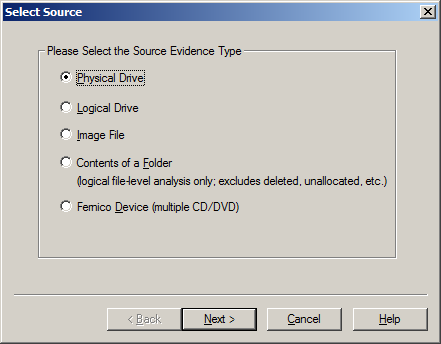 Select Source
Please Select the Source Evidence Type
Physical Drive
Logical Drive
Image File
Contents of a Folder
(logical file-level analysis only; excludes deleted, unallocated, etc.)
Fernico Device (multiple CD/DVD)
< Back Next > Cancel Help